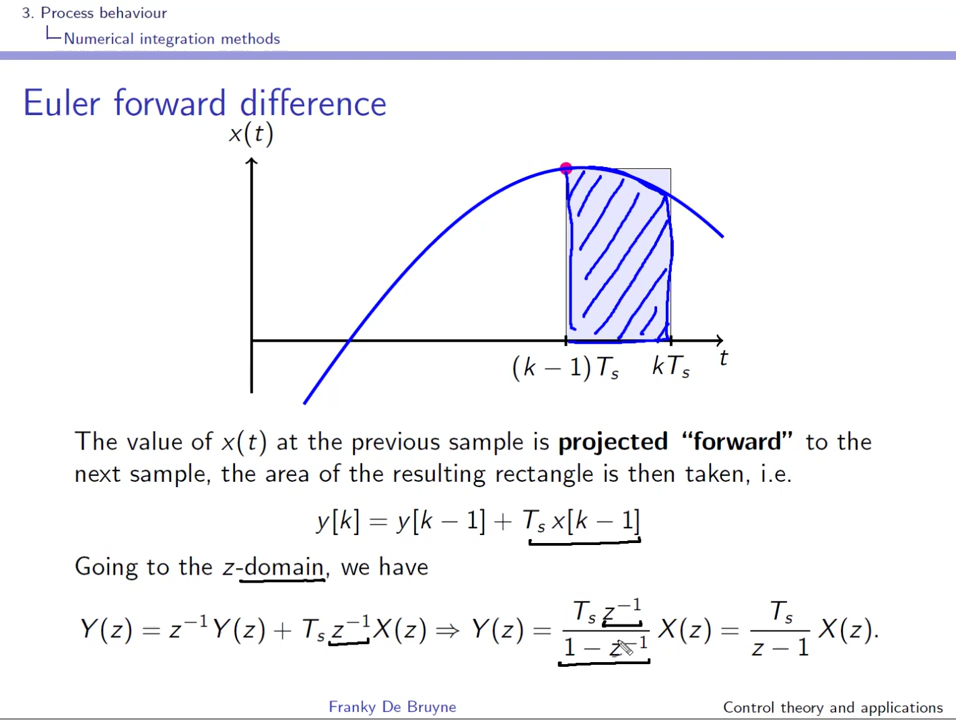 3. Process behaviour
Numerical integration methods
Euler forward difference
x(t)
(k − 1)Tₛ kTₛ t
The value of x(t) at the previous sample is projected “forward” to the
next sample, the area of the resulting rectangle is then taken, i.e.
y[k] = y[k − 1] + Tₛ x[k − 1]
Going to the z-domain, we have
Y(z) = z⁻¹Y(z) + Tₛ z⁻¹X(z) ⇒ Y(z) = (Tₛ z⁻¹)/(1 − z⁻¹) X(z) = Tₛ/(z − 1) X(z).
Franky De Bruyne Control theory and applications